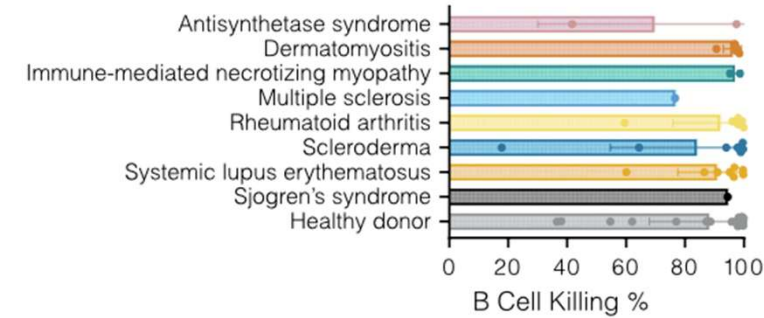 Antisynthetase syndrome
Dermatomyositis
Immune-mediated necrotizing myopathy
Multiple sclerosis
Rheumatoid arthritis
Scleroderma
Systemic lupus erythematosus
Sjogren's syndrome
Healthy donor
0 20 40 60 80 100
B Cell Killing %